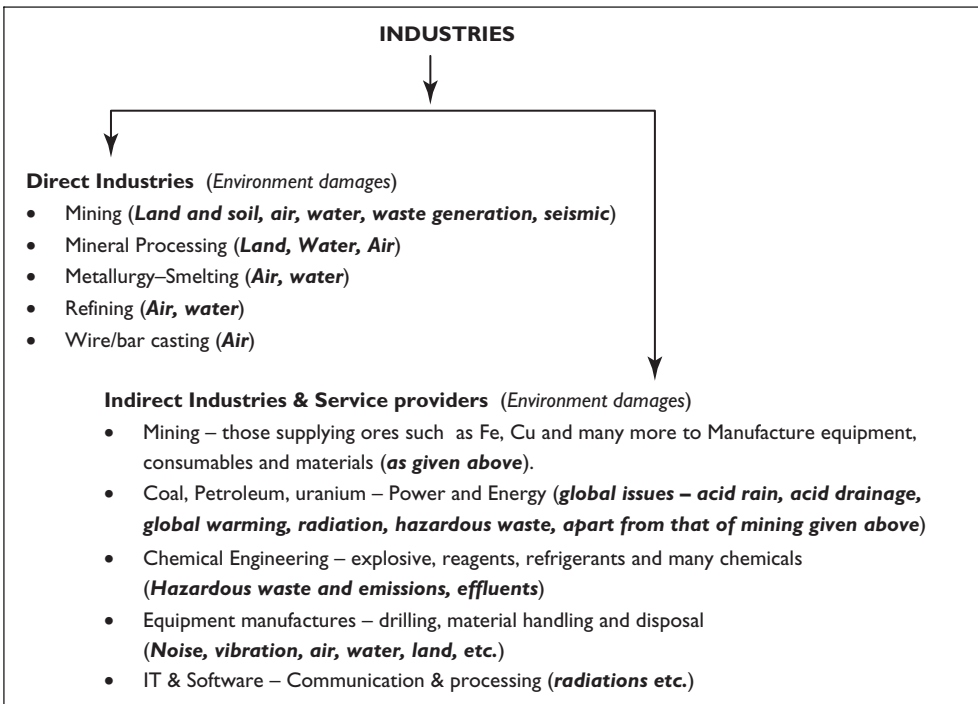 INDUSTRIES
Direct Industries (Environment damages)
• Mining (Land and soil, air, water, waste generation, seismic)
• Mineral Processing (Land, Water, Air)
• Metallurgy–Smelting (Air, water)
• Refining (Air, water)
• Wire/bar casting (Air)
Indirect Industries & Service providers (Environment damages)
• Mining – those supplying ores such as Fe, Cu and many more to Manufacture equipment,
consumables and materials (as given above).
• Coal, Petroleum, uranium – Power and Energy (global issues – acid rain, acid drainage,
global warming, radiation, hazardous waste, apart from that of mining given above)
• Chemical Engineering – explosive, reagents, refrigerants and many chemicals
(Hazardous waste and emissions, effluents)
• Equipment manufactures – drilling, material handling and disposal
(Noise, vibration, air, water, land, etc.)
• IT & Software – Communication & processing (radiations etc.)